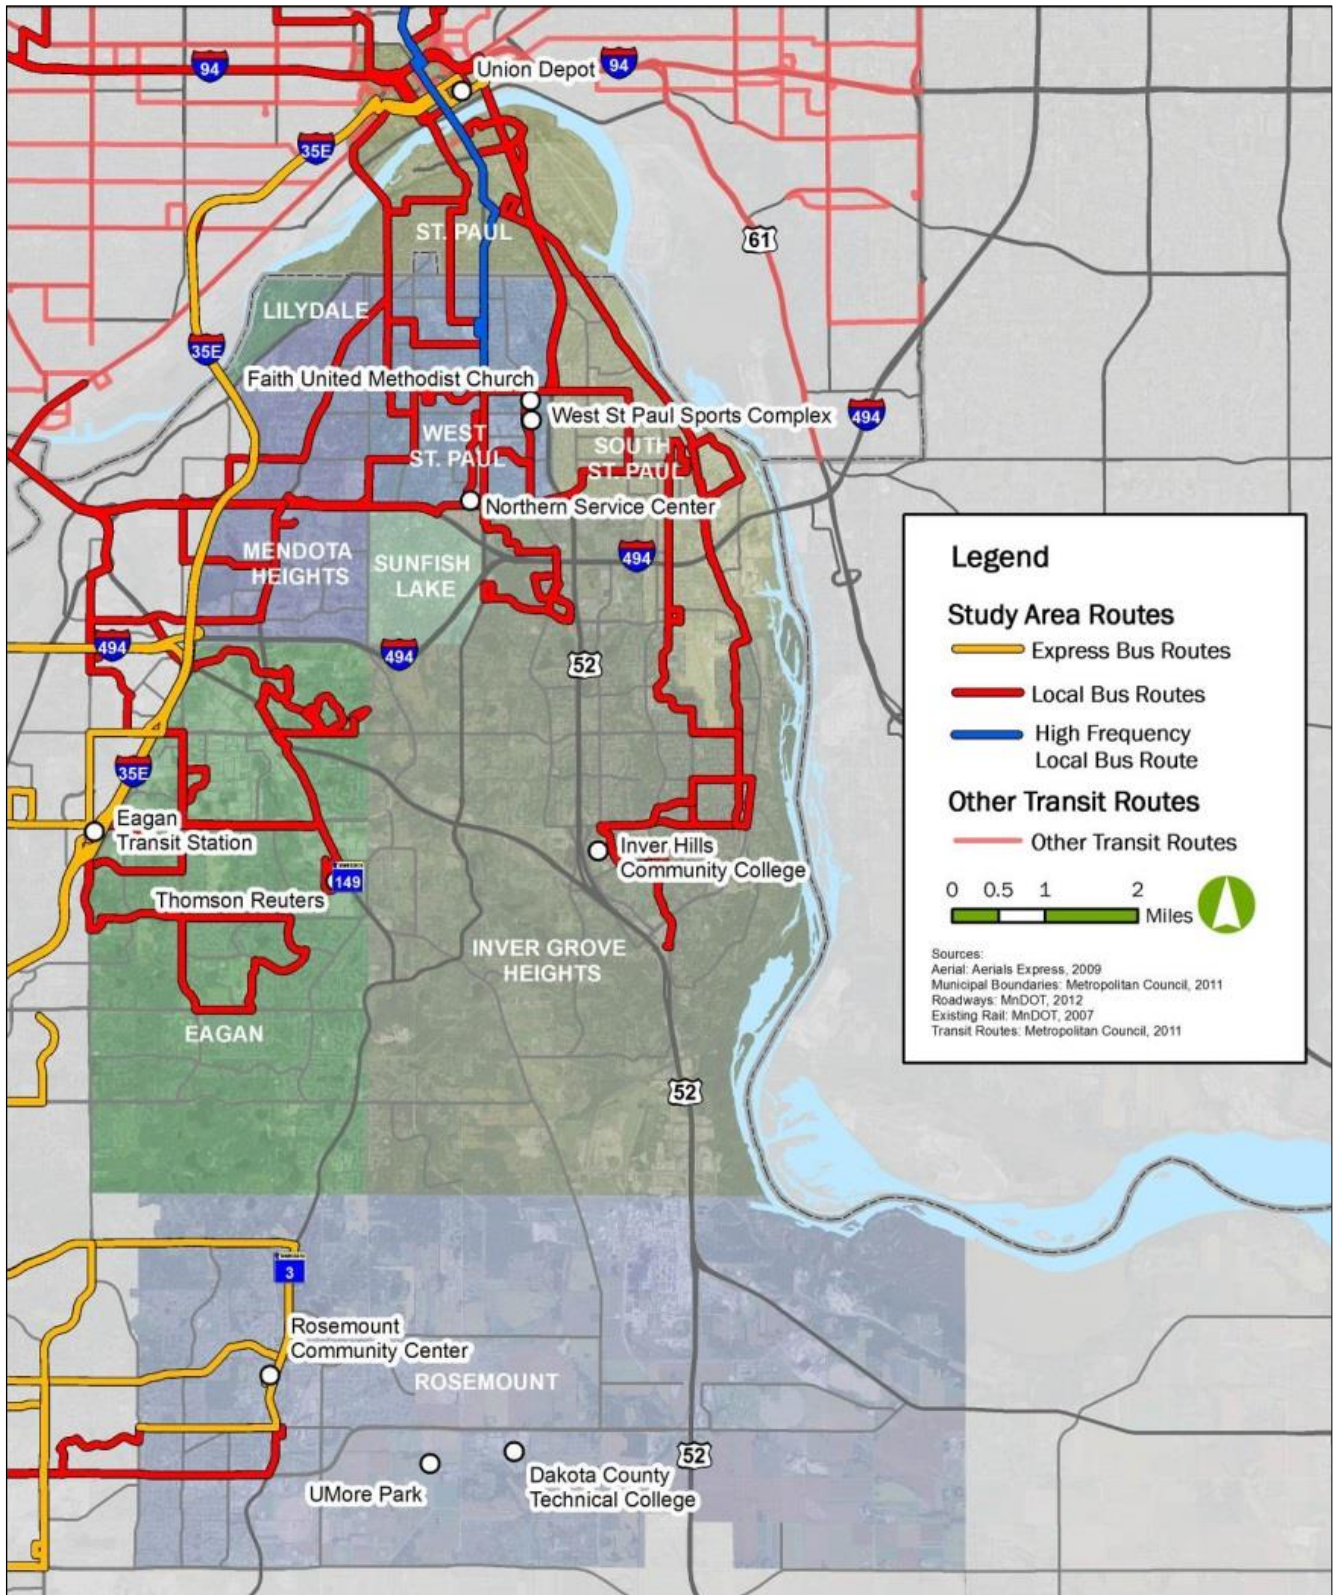 Union Depot
94
94
35E
ST. PAUL
61
LILYDALE
35E
Faith United Methodist Church
West St Paul Sports Complex
494
WEST
ST. PAUL
SOUTH
ST. PAUL
Northern Service Center
MENDOTA
HEIGHTS
SUNFISH
LAKE
494
494
494
52
35E
Eagan
Transit Station
Inver Hills
Community College
149
Thomson Reuters
INVER GROVE
HEIGHTS
EAGAN
52
3
Rosemount
Community Center
ROSEMOUNT
52
UMore Park
Dakota County
Technical College
Legend
Study Area Routes
Express Bus Routes
Local Bus Routes
High Frequency
Local Bus Route
Other Transit Routes
Other Transit Routes
0 0.5 1 2
Miles
Sources:
Aerial: Aerials Express, 2009
Municipal Boundaries: Metropolitan Council, 2011
Roadways: MnDOT, 2012
Existing Rail: MnDOT, 2007
Transit Routes: Metropolitan Council, 2011